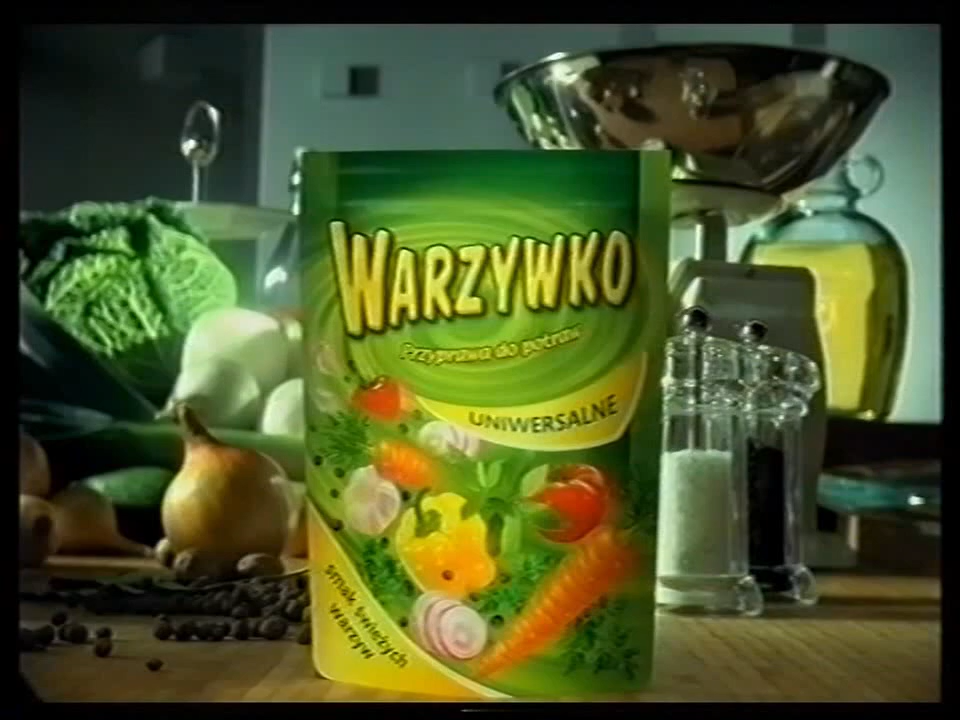 WARZYWKO
Przyprawa do potraw
UNIWERSALNE
smak świeżych
warzyw